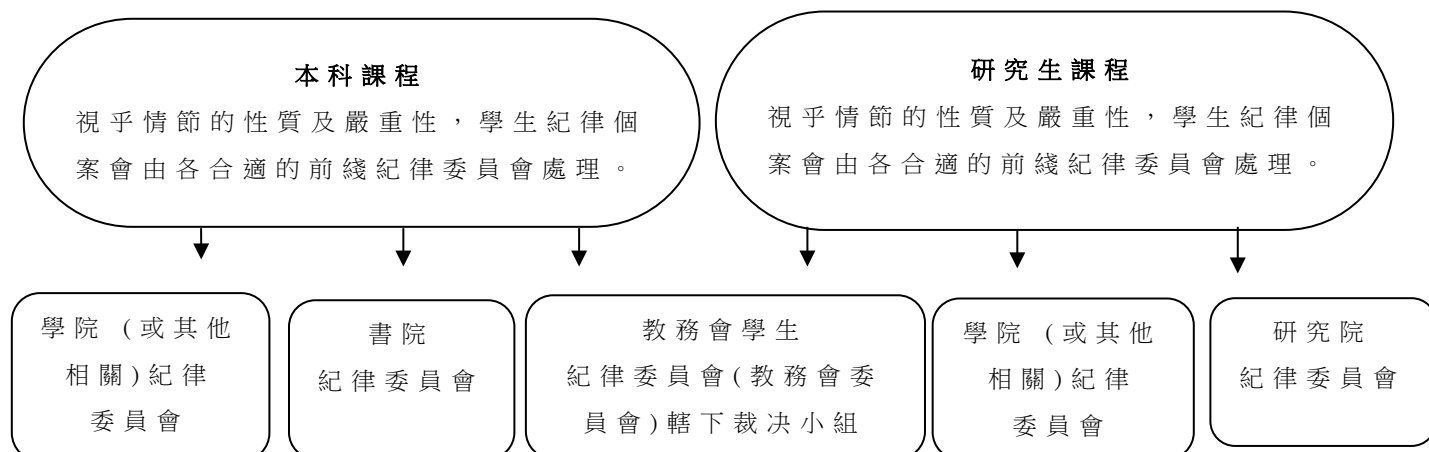 本科課程
視乎情節的性質及嚴重性，學生紀律個
案會由各合適的前綫紀律委員會處理。
研究生課程
視乎情節的性質及嚴重性，學生紀律個
案會由各合適的前綫紀律委員會處理。
學院 (或其他
相關)紀律
委員會
書院
紀律委員會
教務會學生
紀律委員會(教務會委
員會)轄下裁決小組
學院 (或其他
相關)紀律
委員會
研究院
紀律委員會